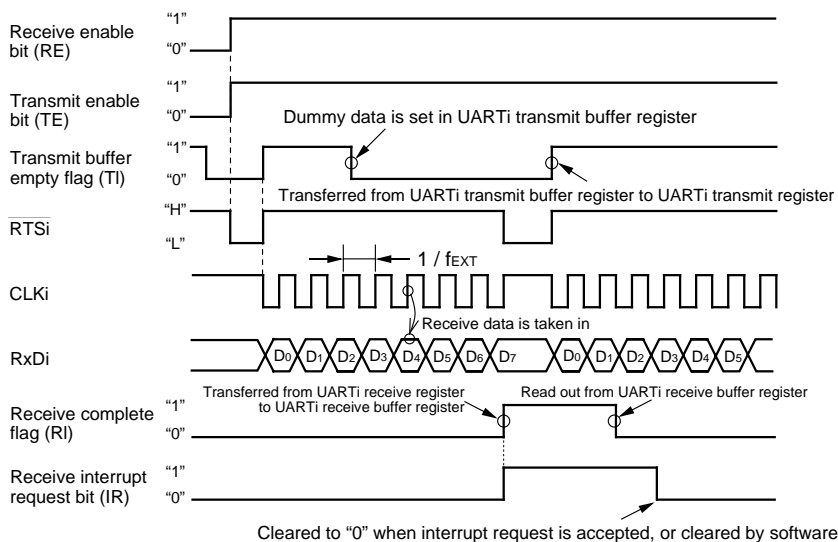 Receive enable
bit (RE)
“1”
“0”
Transmit enable
bit (TE)
“1”
“0”
Dummy data is set in UARTi transmit buffer register
Transmit buffer
empty flag (TI)
“1”
“0”
Transferred from UARTi transmit buffer register to UARTi transmit register
RTSi
“H”
“L”
1 / fEXT
CLKi
Receive data is taken in
RxDi
D0 D1 D2 D3 D4 D5 D6 D7 D0 D1 D2 D3 D4 D5
Transferred from UARTi receive register
to UARTi receive buffer register
Read out from UARTi receive buffer register
Receive complete
flag (RI)
“1”
“0”
Receive interrupt
request bit (IR)
“1”
“0”
Cleared to “0” when interrupt request is accepted, or cleared by software